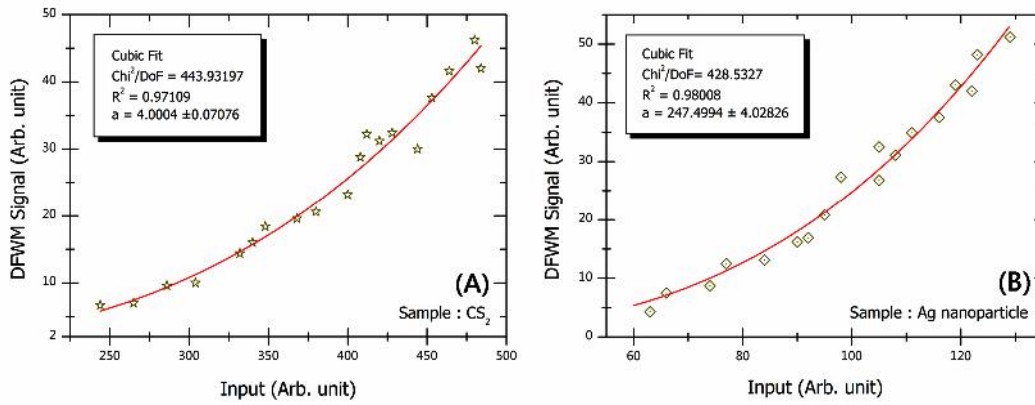 50
40
30
20
10
2
DFWM Signal (Arb. unit)
Cubic Fit
Chi²/DoF = 443.93197
R² = 0.97109
a = 4.0004 ±0.07076
(A)
Sample : CS₂
250 300 350 400 450 500
Input (Arb. unit)
50
40
30
20
10
0
DFWM Signal (Arb. unit)
Cubic Fit
Chi²/DoF= 428.5327
R² = 0.98008
a = 247.4994 ± 4.02826
(B)
Sample : Ag nanoparticle
60 80 100 120
Input (Arb. unit)